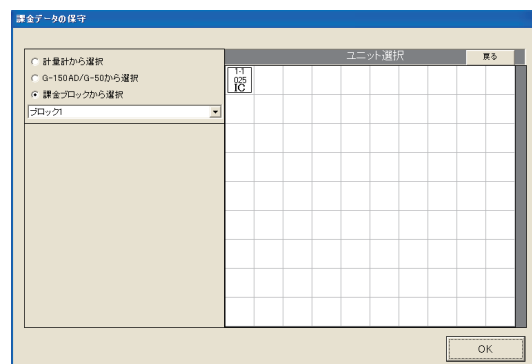 課金データの保守
計量計から選択
G-150AD/G-50から選択
課金ブロックから選択
ブロック1
ユニット選択
戻る
1-1
025
IC
OK